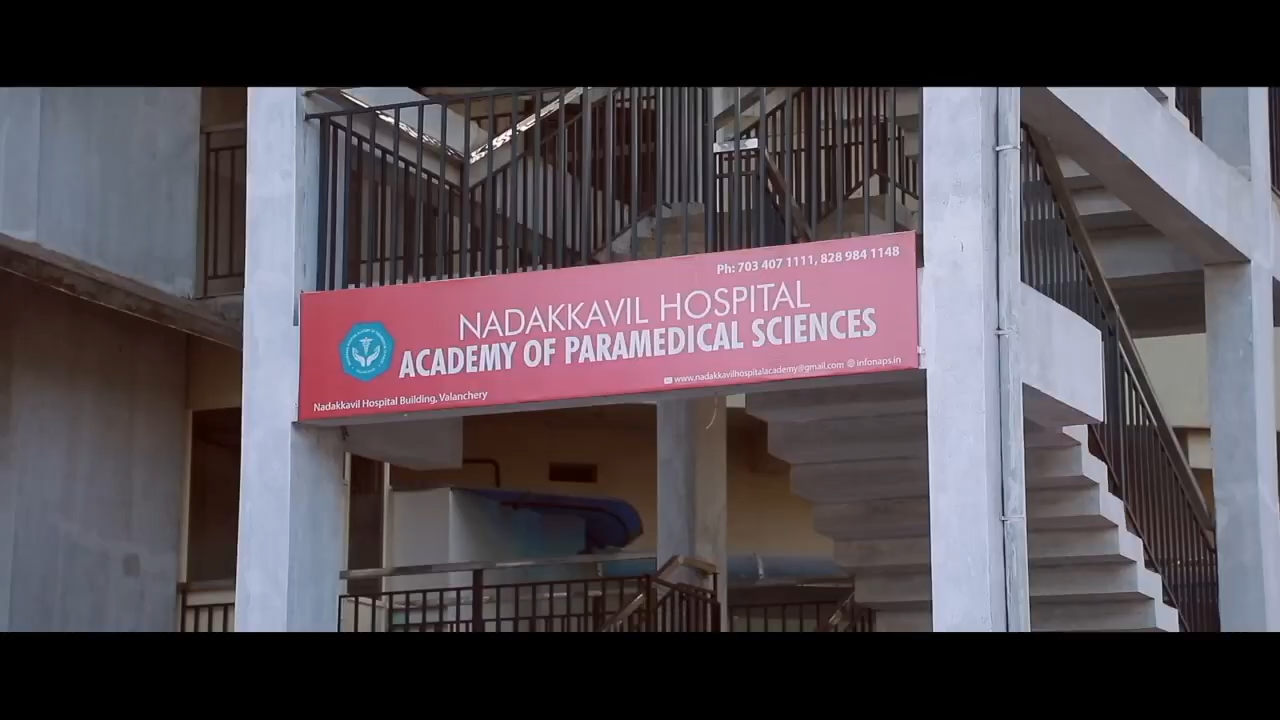 Ph: 703 407 1111, 828 984 1148
NADAKKAVIL HOSPITAL
ACADEMY OF PARAMEDICAL SCIENCES
www.nadakkavilhospitalacademy@gmail.com infonaps.in
Nadakkavil Hospital Building, Valanchery